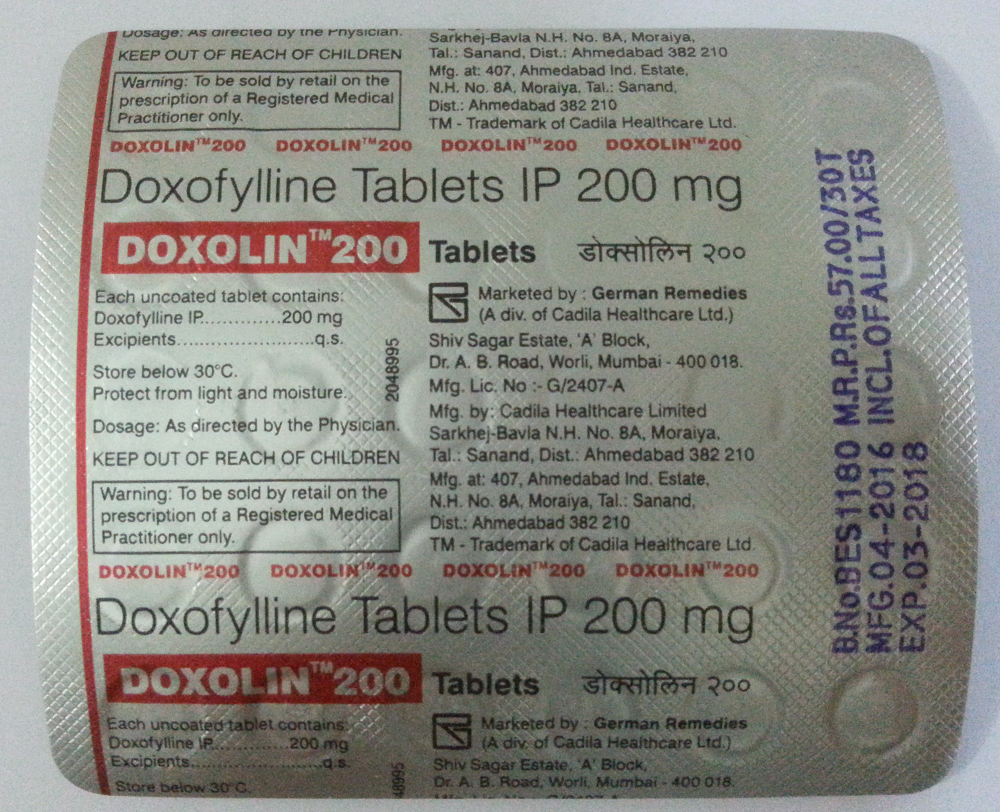 Dosage: As directed by the Physician.
KEEP OUT OF REACH OF CHILDREN
Warning: To be sold by retail on the
prescription of a Registered Medical
Practitioner only.
Sarkhej-Bavla N.H. No. 8A, Moraiya,
Tal.: Sanand, Dist.: Ahmedabad 382 210
Mfg. at: 407, Ahmedabad Ind. Estate,
N.H. No. 8A, Moraiya, Tal.: Sanand,
Dist.: Ahmedabad 382 210
TM - Trademark of Cadila Healthcare Ltd.
DOXOLIN™200 DOXOLIN™200 DOXOLIN™200 DOXOLIN™200
Doxofylline Tablets IP 200 mg
DOXOLIN™200 Tablets डोक्सोलिन २००
Each uncoated tablet contains:
Doxofylline IP..............200 mg
Excipients.........................q.s.
Store below 30°C.
Protect from light and moisture.
Dosage: As directed by the Physician.
KEEP OUT OF REACH OF CHILDREN
Warning: To be sold by retail on the
prescription of a Registered Medical
Practitioner only.
2048995
Marketed by : German Remedies
(A div. of Cadila Healthcare Ltd.)
Shiv Sagar Estate, 'A' Block,
Dr. A. B. Road, Worli, Mumbai - 400 018.
Mfg. Lic. No :- G/2407-A
Mfg. by: Cadila Healthcare Limited
Sarkhej-Bavla N.H. No. 8A, Moraiya,
Tal.: Sanand, Dist.: Ahmedabad 382 210
Mfg. at: 407, Ahmedabad Ind. Estate,
N.H. No. 8A, Moraiya, Tal.: Sanand,
Dist.: Ahmedabad 382 210
TM - Trademark of Cadila Healthcare Ltd.
DOXOLIN™200 DOXOLIN™200 DOXOLIN™200 DOXOLIN™200
Doxofylline Tablets IP 200 mg
DOXOLIN™200 Tablets डोक्सोलिन २००
Each uncoated tablet contains:
Doxofylline IP..............200 mg
Excipients.........................q.s.
Store below 30°C.
48995
Marketed by : German Remedies
(A div. of Cadila Healthcare Ltd.)
Shiv Sagar Estate, 'A' Block,
Dr. A. B. Road, Worli, Mumbai - 400 018.
B.No.BES1180 M.R.P.Rs.57.00/30T
MFG.04-2016 INCLOFALLTAXES
EXP.03-2018